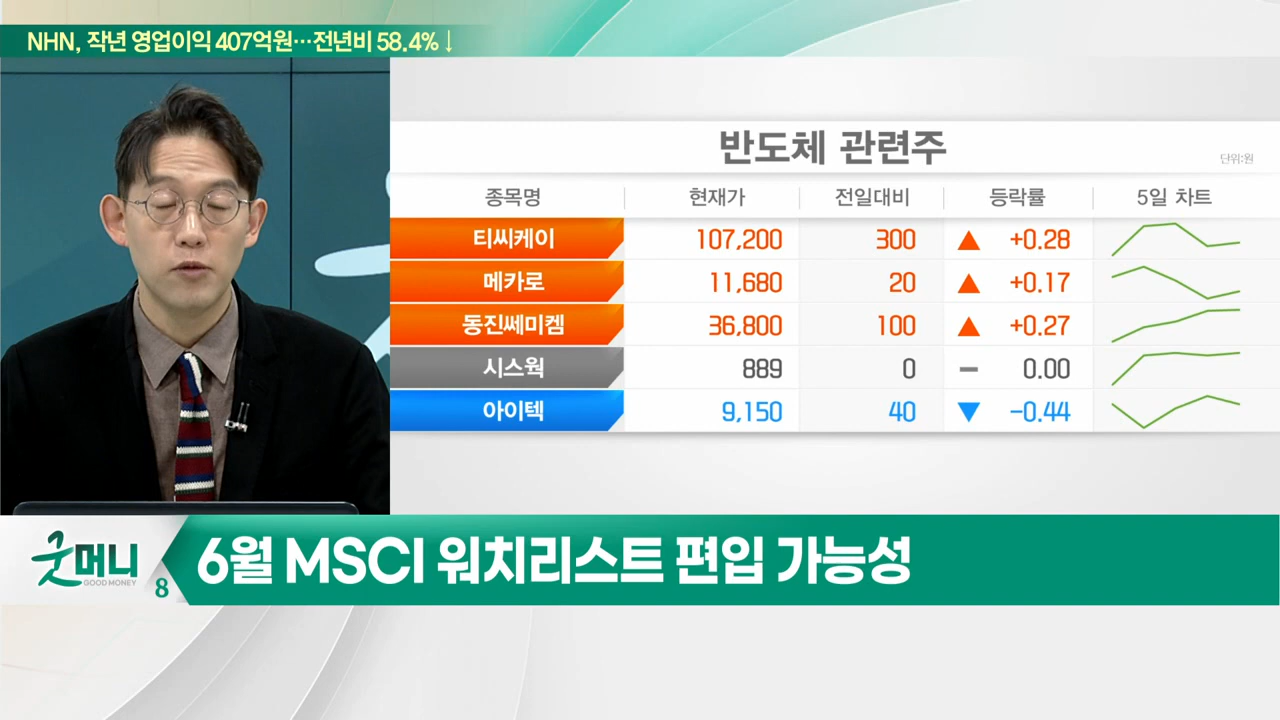 NHN, 작년 영업이익 407억원…전년비 58.4%↓
반도체 관련주
단위:원
종목명 현재가 전일대비 등락률 5일 차트
티씨케이 107,200 300 ▲ +0.28
메카로 11,680 20 ▲ +0.17
동진쎄미켐 36,800 100 ▲ +0.27
시스웍 889 0 – 0.00
아이텍 9,150 40 ▼ -0.44
굿머니
GOOD MONEY
8
6월 MSCI 워치리스트 편입 가능성